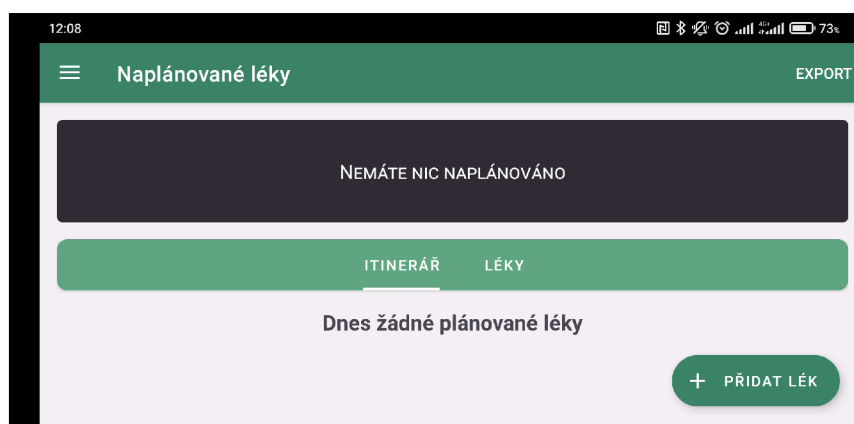 12:08 73%
Naplánované léky EXPORT
NEMÁTE NIC NAPLÁNOVÁNO
ITINERÁŘ LÉKY
Dnes žádné plánované léky
+ PŘIDAT LÉK